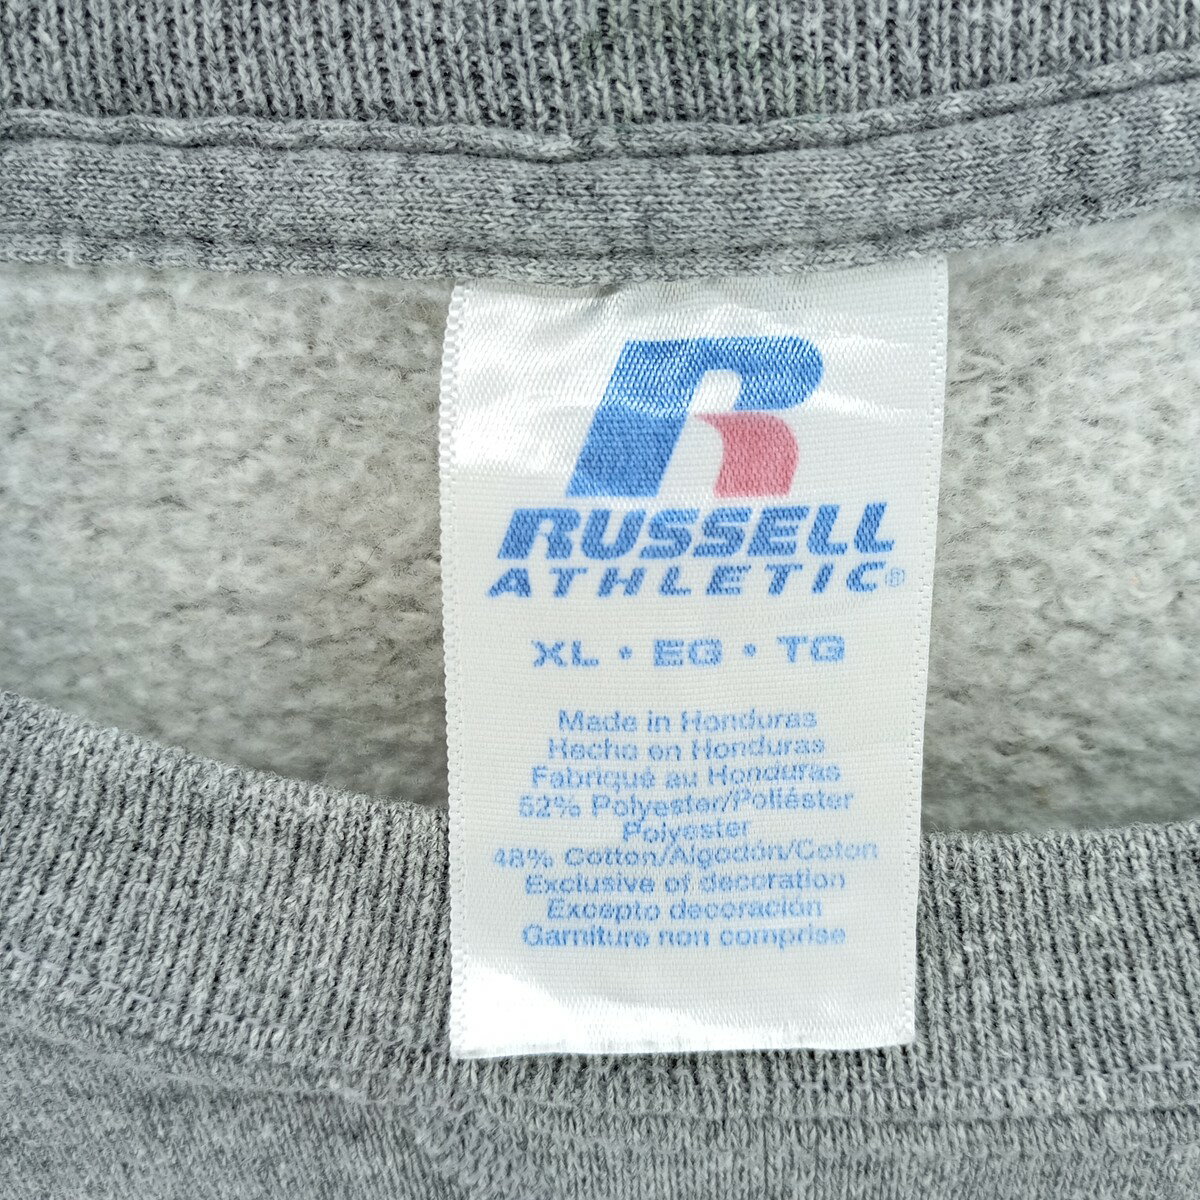 R
RUSSELL
ATHLETIC®
XL • EG • TG
Made in Honduras
Hecho en Honduras
Fabriqué au Honduras
52% Polyester/Poliéster
Polyester
48% Cotton/Algodón/Coton
Exclusive of decoration
Excepto decoración
Garniture non comprise